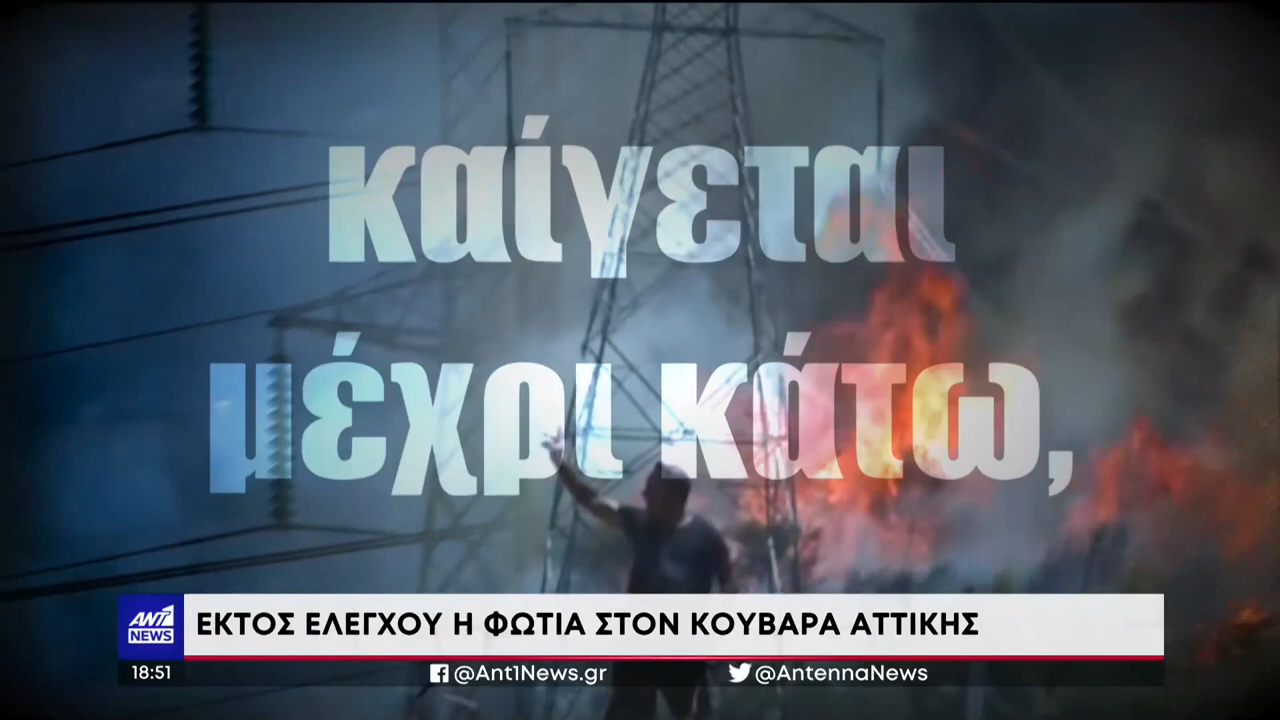 καίγεται
μέχρι κάτω,
ΕΚΤΟΣ ΕΛΕΓΧΟΥ Η ΦΩΤΙΑ ΣΤΟΝ ΚΟΥΒΑΡΑ ΑΤΤΙΚΗΣ
ANT1
NEWS
18:51
@Ant1News.gr
@AntennaNews